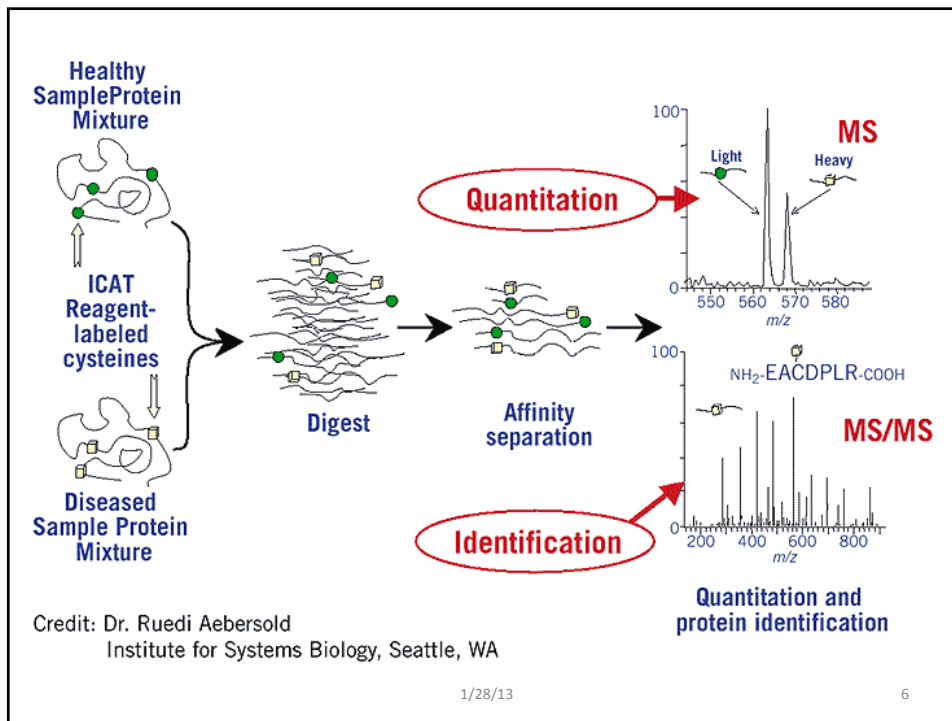 Healthy
SampleProtein
Mixture
ICAT
Reagent-
labeled
cysteines
Diseased
Sample Protein
Mixture
Digest
Affinity
separation
Quantitation
Identification
MS
100
Light
Heavy
0
550 560 570 580
m/z
100
NH2-EACDPLR-COOH
MS/MS
0
200 400 600 800
m/z
Quantitation and
protein identification
Credit: Dr. Ruedi Aebersold
Institute for Systems Biology, Seattle, WA
1/28/13
6